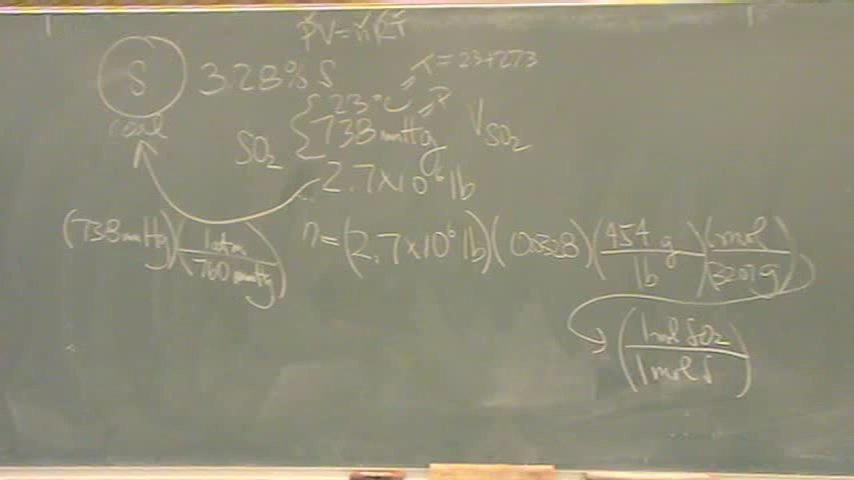 PV=nRT
S 3.28% S
T=23+273
coal
23°C P
SO₂ 738 mmHg V SO₂
2.7×10⁶ lb
(738 mmHg)(1 atm / 760 mmHg)
n=(2.7×10⁶ lb)(0.0328)(454 g / lb)(1 mol / 32.07 g)
(1 mol SO₂ / 1 mol S)